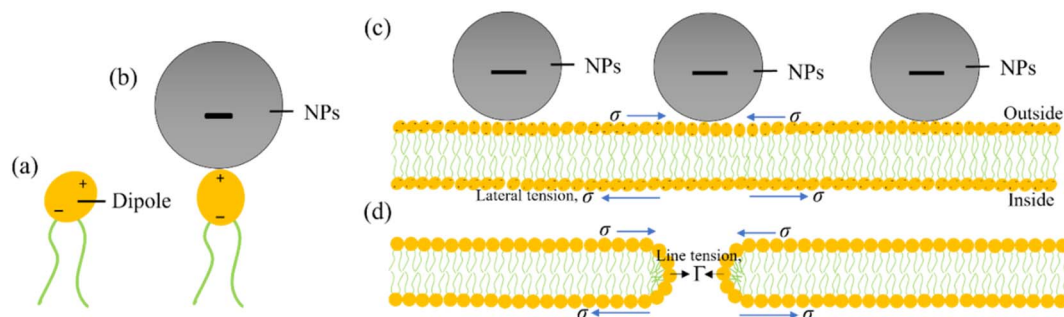 (a)
+
−
Dipole
(b)
−
NPs
+
−
(c)
− NPs
− NPs
− NPs
σ σ
Outside
Lateral tension, σ σ
Inside
(d)
σ σ
Line tension,
Γ
σ σ